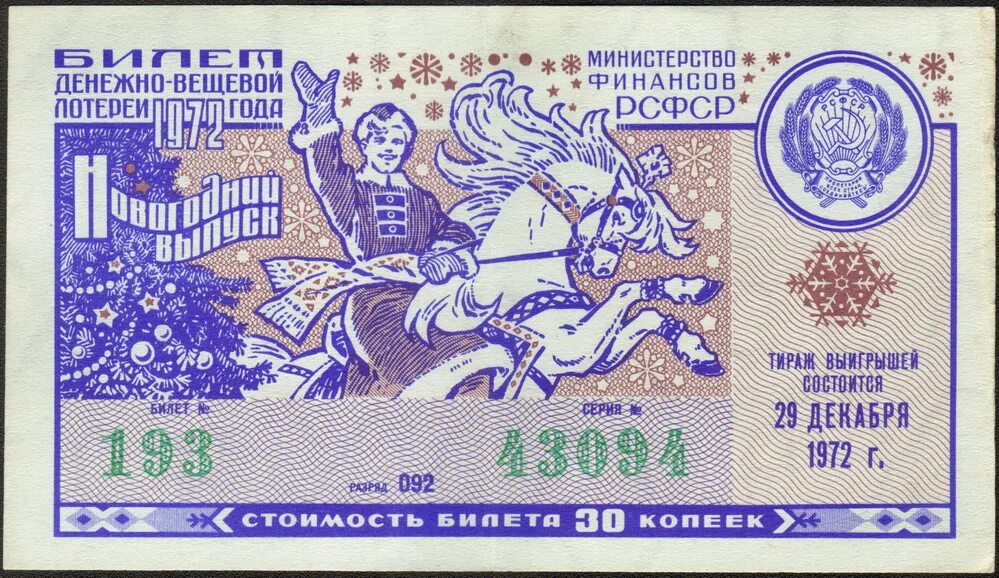 БИЛЕТ
ДЕНЕЖНО-ВЕЩЕВОЙ
ЛОТЕРЕИ 1972 ГОДА
Новогодний
ВЫПУСК
МИНИСТЕРСТВО
ФИНАНСОВ
РСФСР
РСФСР
ТИРАЖ ВЫИГРЫШЕЙ
СОСТОИТСЯ
29 ДЕКАБРЯ
1972 г.
БИЛЕТ №
193
СЕРИЯ №
43094
РАЗРЯД 092
СТОИМОСТЬ БИЛЕТА 30 КОПЕЕК